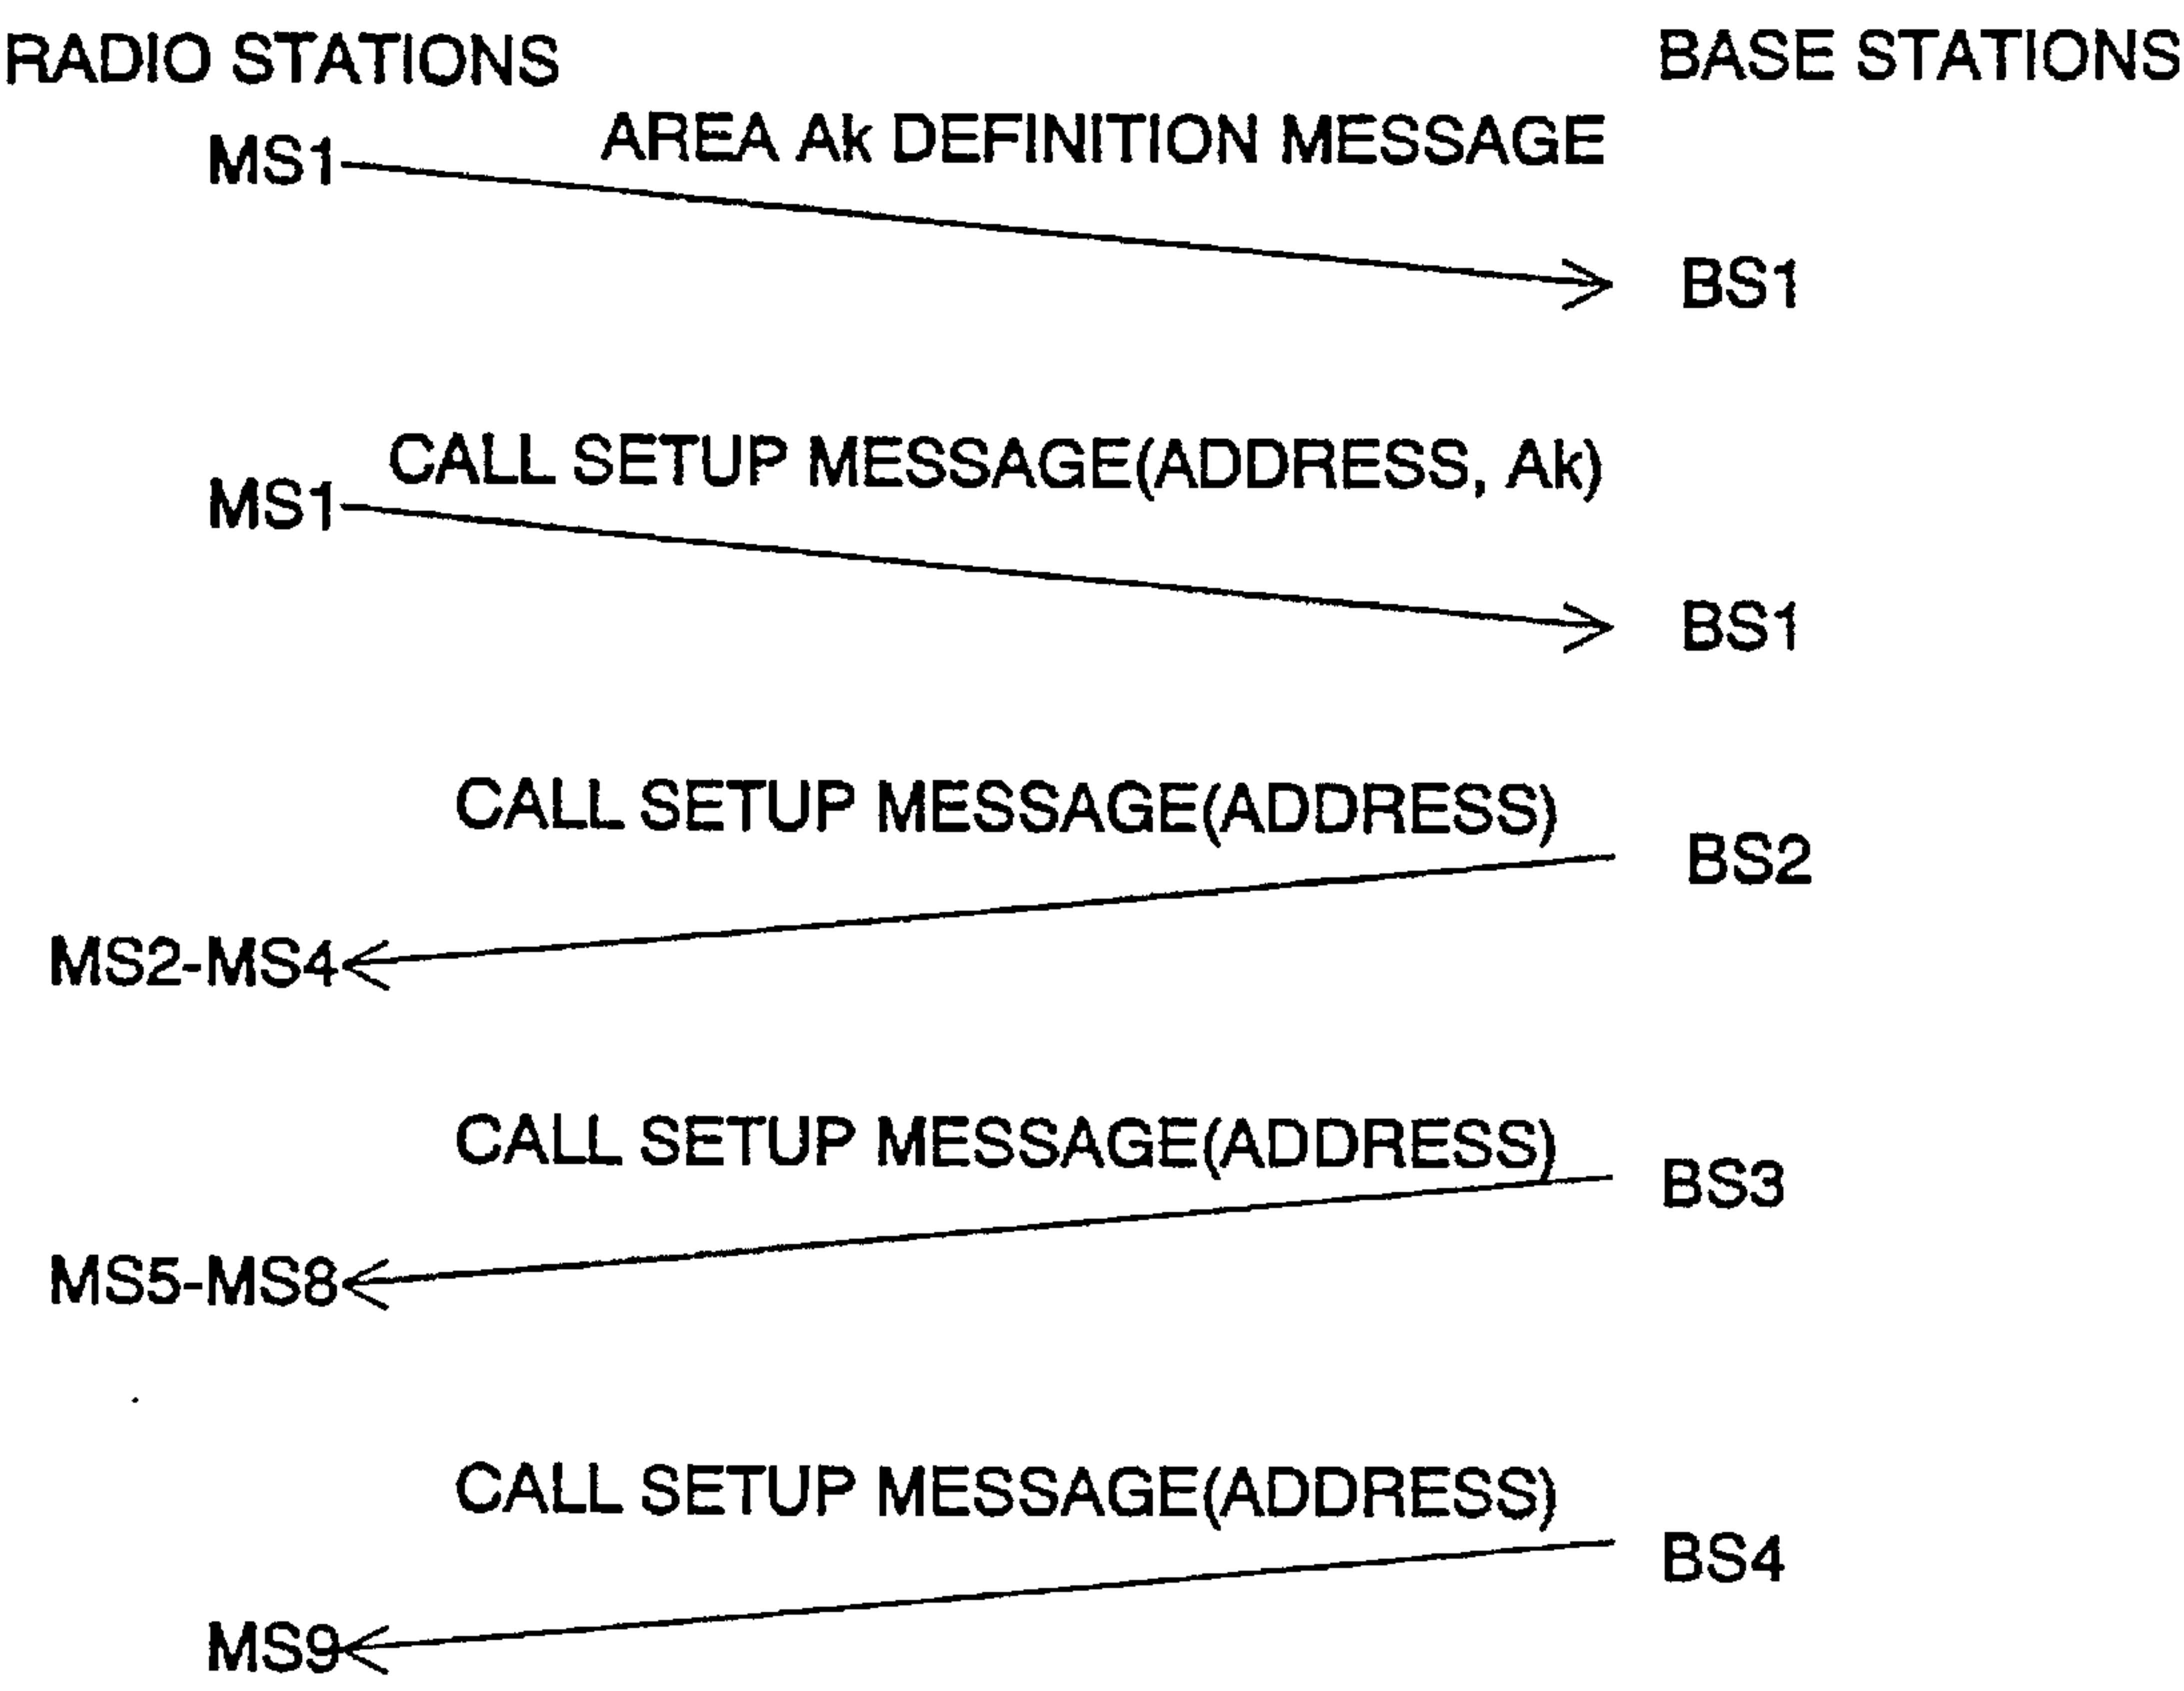 RADIO STATIONS
BASE STATIONS
AREA Ak DEFINITION MESSAGE
MS1
BS1
CALL SETUP MESSAGE(ADDRESS, Ak)
MS1
BS1
CALL SETUP MESSAGE(ADDRESS)
BS2
MS2-MS4
CALL SETUP MESSAGE(ADDRESS)
BS3
MS5-MS8
CALL SETUP MESSAGE(ADDRESS)
BS4
MS9